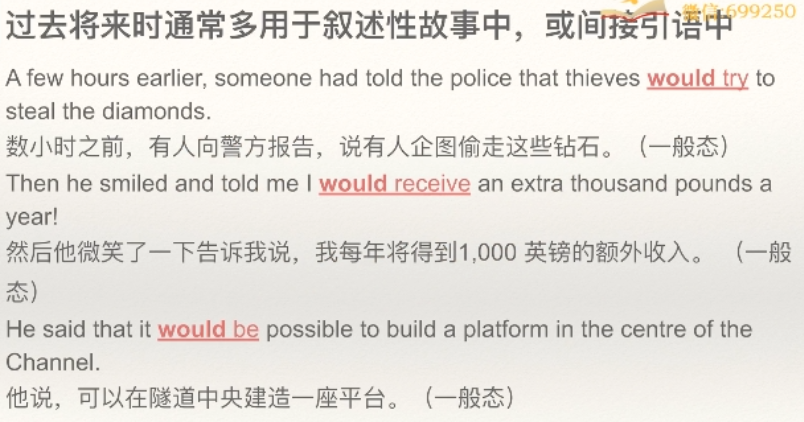 微信:699250
过去将来时通常多用于叙述性故事中，或间接引语中
A few hours earlier, someone had told the police that thieves would try to
steal the diamonds.
数小时之前，有人向警方报告，说有人企图偷走这些钻石。（一般态）
Then he smiled and told me I would receive an extra thousand pounds a
year!
然后他微笑了一下告诉我说，我每年将得到1,000 英镑的额外收入。（一般
态）
He said that it would be possible to build a platform in the centre of the
Channel.
他说，可以在隧道中央建造一座平台。（一般态）